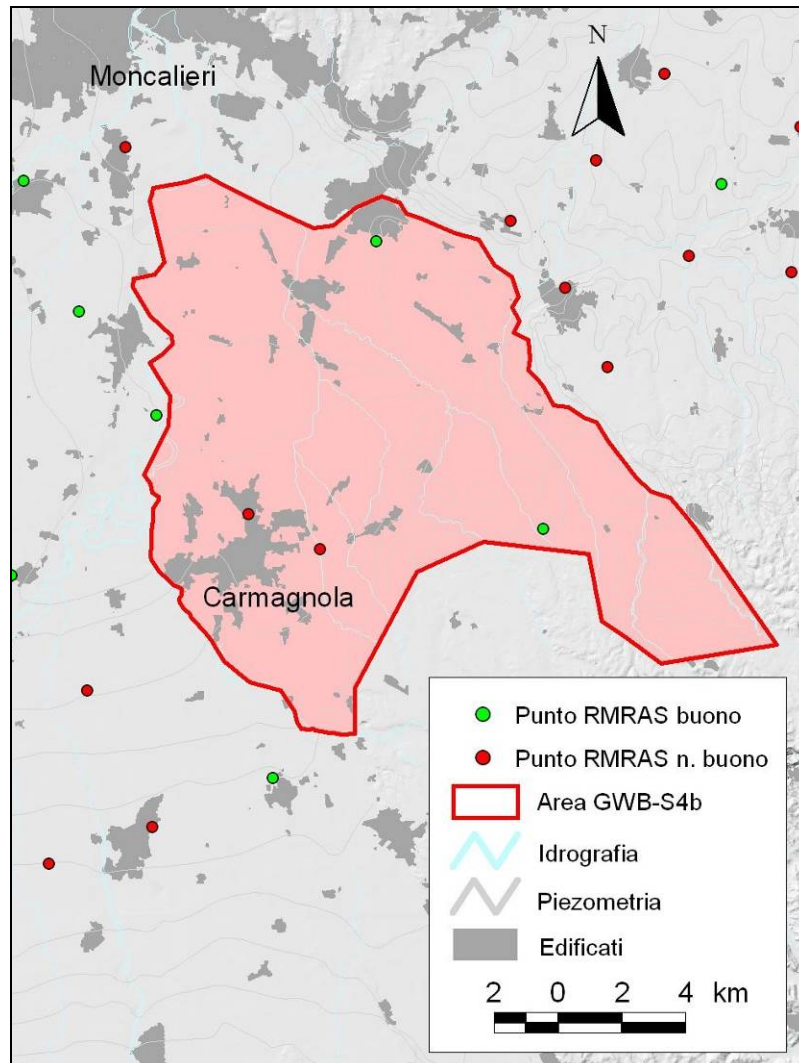 Moncalieri
N
Carmagnola
Punto RMRAS buono
Punto RMRAS n. buono
Area GWB-S4b
Idrografia
Piezometria
Edificati
2 0 2 4 km